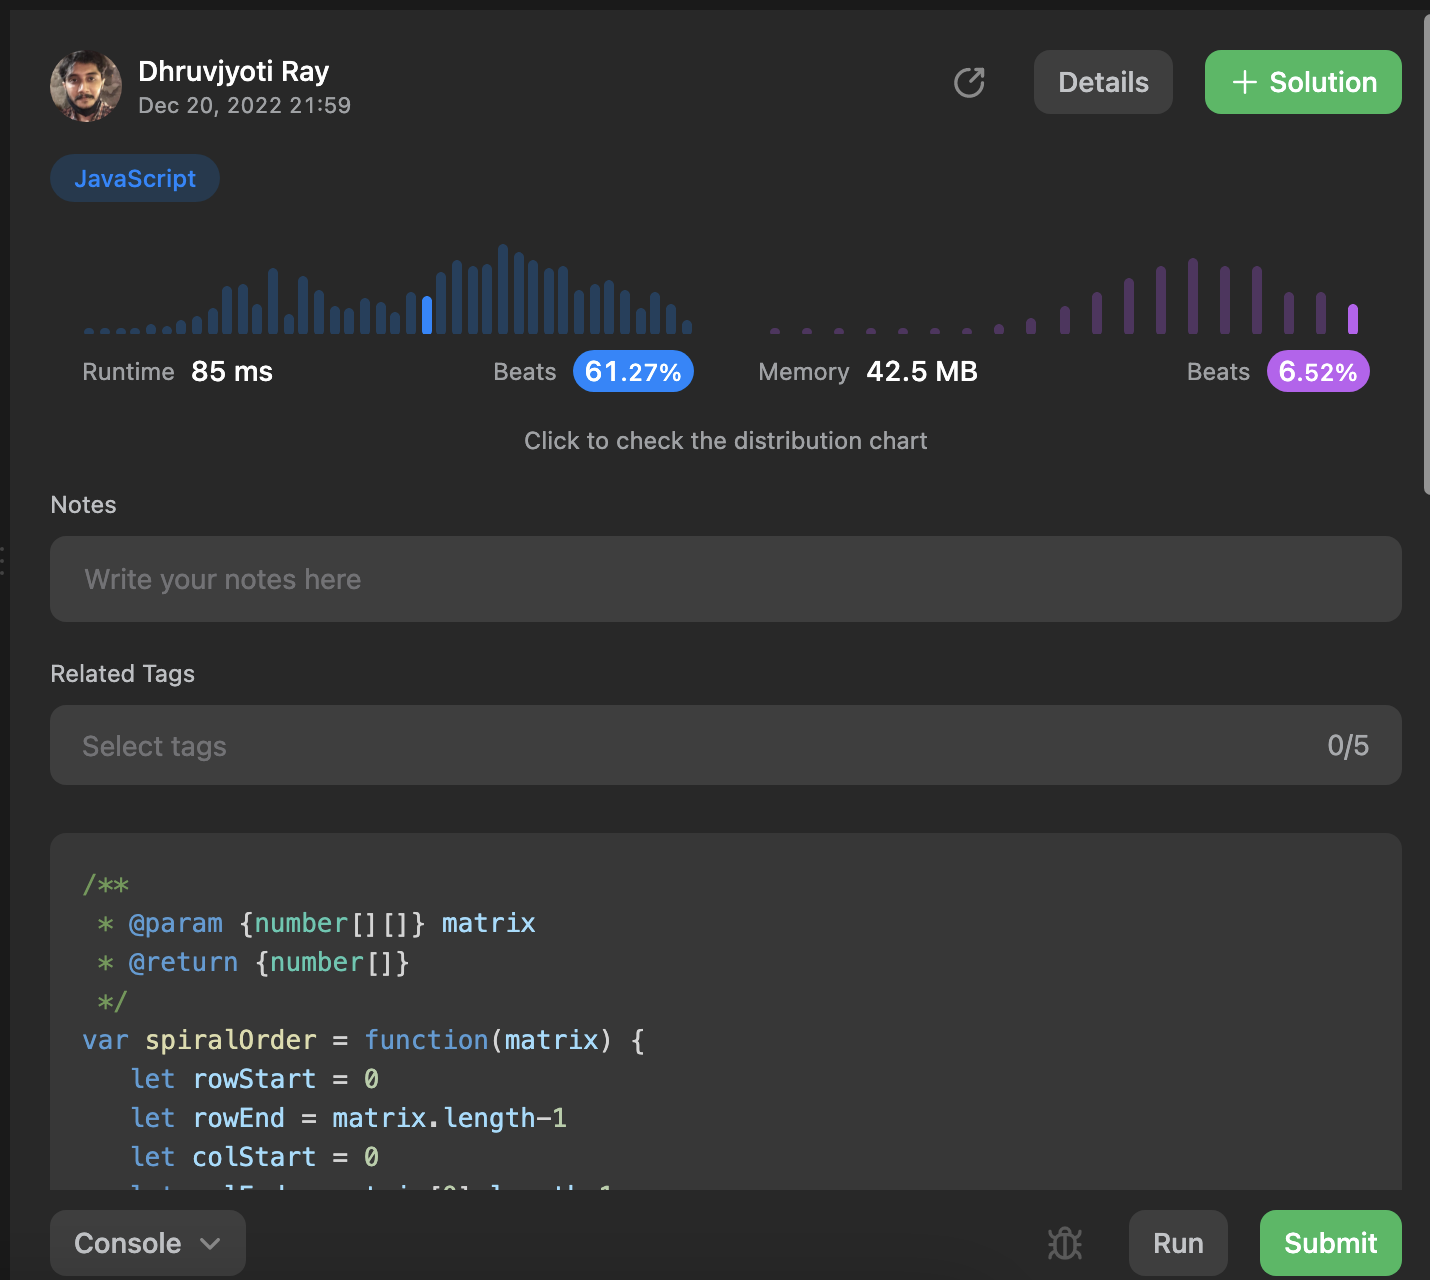 Dhruvjyoti Ray
Dec 20, 2022 21:59
Details
+ Solution
JavaScript
Runtime 85 ms
Beats 61.27%
Memory 42.5 MB
Beats 6.52%
Click to check the distribution chart
Notes
Write your notes here
Related Tags
Select tags
0/5
/**
 * @param {number[][]} matrix
 * @return {number[]}
 */
var spiralOrder = function(matrix) {
   let rowStart = 0
   let rowEnd = matrix.length-1
   let colStart = 0
Console
Run
Submit